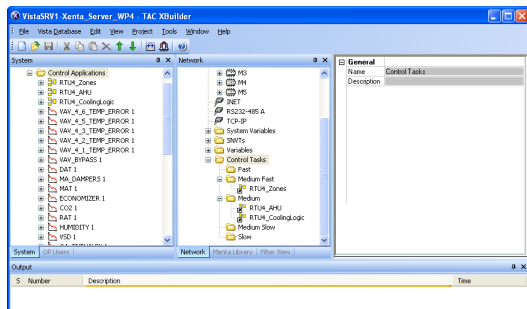 VistaSRV1-Xenta_Server_WP4 - TAC XBuilder
File Vista Database Edit View Project Tools Window Help
System
Control Applications
RTU4_Zones
RTU4_AHU
RTU4_CoolingLogic
VAV_4_6_TEMP_ERROR 1
VAV_4_5_TEMP_ERROR 1
VAV_4_3_TEMP_ERROR 1
VAV_4_2_TEMP_ERROR 1
VAV_4_1_TEMP_ERROR 1
VAV_BYPASS 1
DAT 1
MA_DAMPERS 1
MAT 1
ECONOMIZER 1
CO2 1
RAT 1
HUMIDITY 1
VSD 1
System OP Users
Network
M3
M4
M5
INET
RS232-485 A
TCP-IP
System Variables
SNVTs
Variables
Control Tasks
Fast
Medium Fast
RTU4_Zones
Medium
RTU4_AHU
RTU4_CoolingLogic
Medium Slow
Slow
Network Menta Library Filter View
General
Name Control Tasks
Description
Output
S Number Description Time